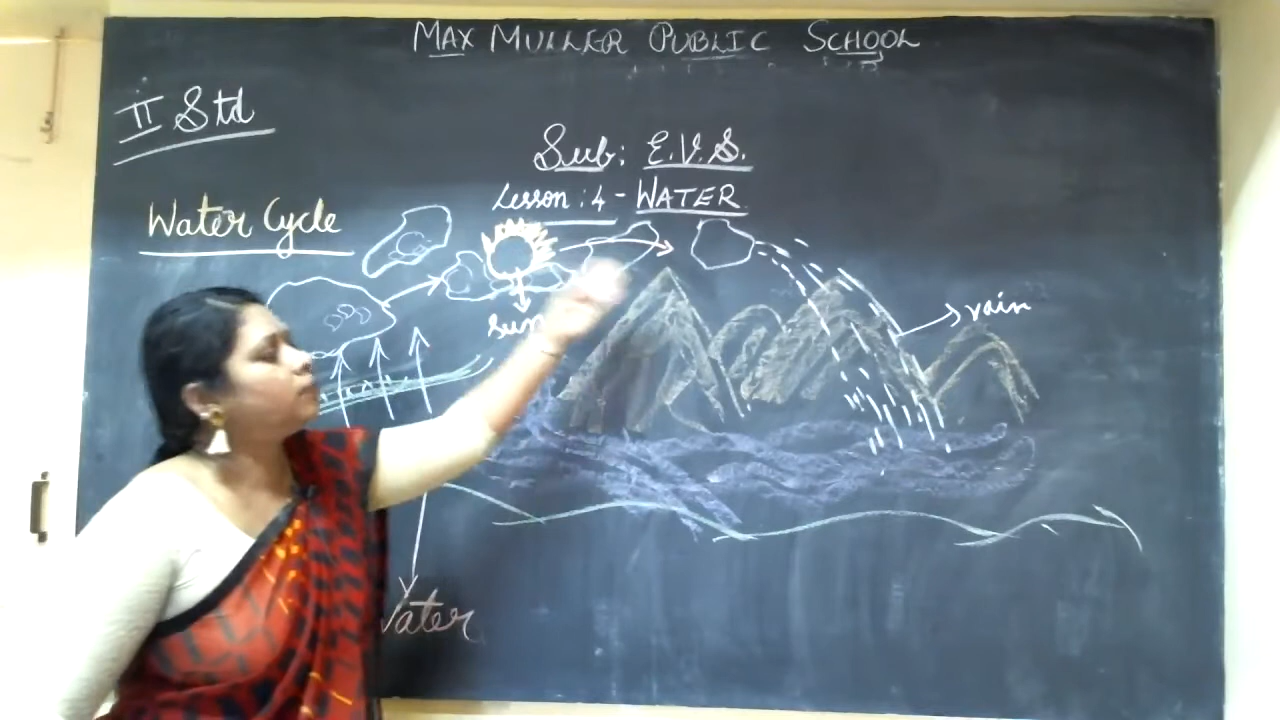 MAX MULLER PUBLIC SCHOOL
II Std
Sub: E.V.S.
Lesson : 4 - WATER
Water Cycle
sun
rain
Water